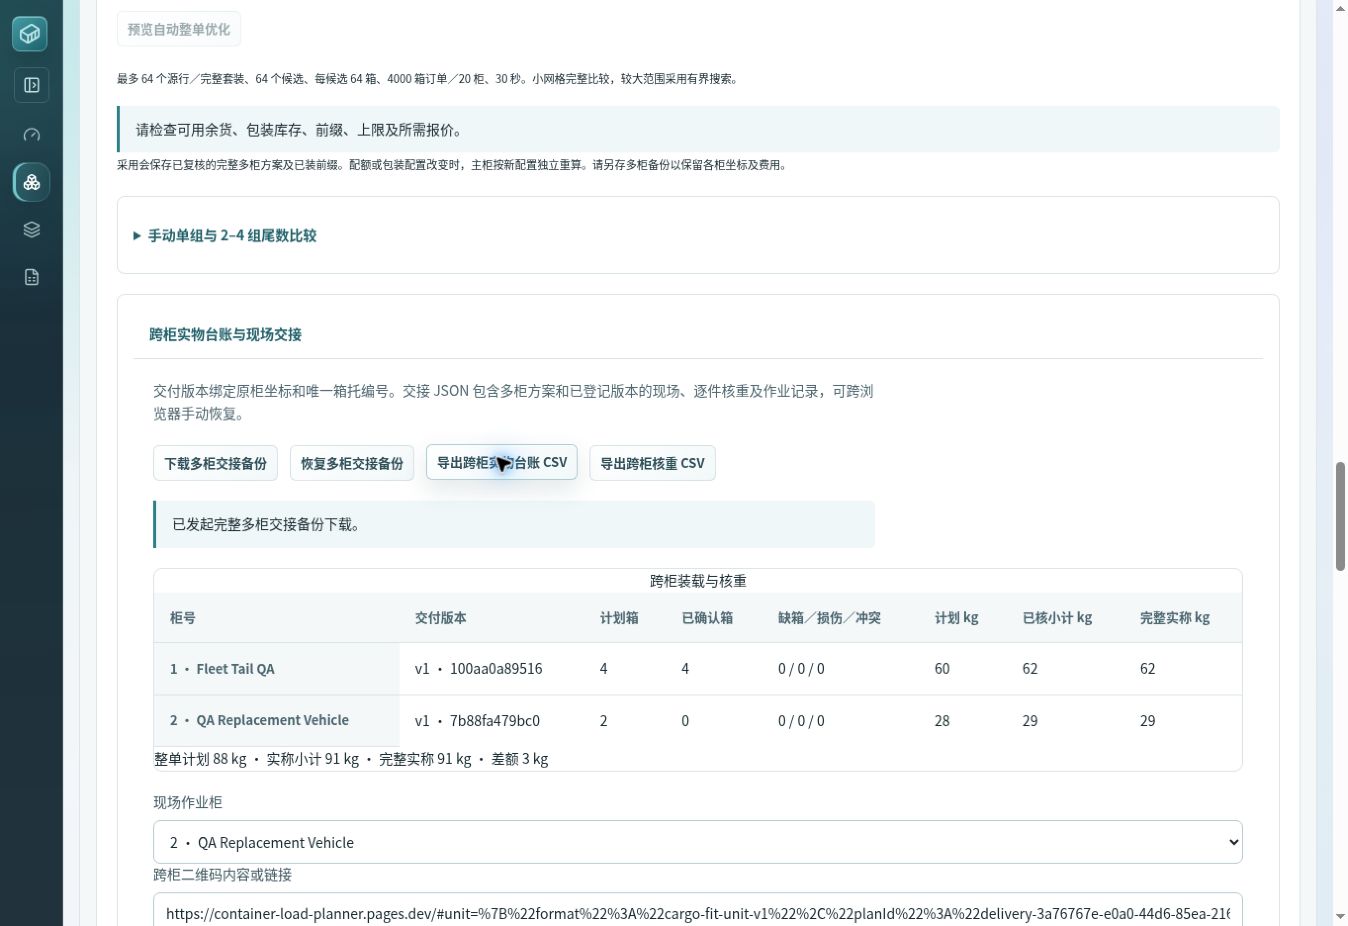 预览自动整单优化
最多 64 个源行／完整套装、64 个候选、每候选 64 箱、4000 箱订单／20 柜、30 秒。小网格完整比较，较大范围采用有界搜索。
请检查可用余货、包装库存、前缀、上限及所需报价。
采用会保存已复核的完整多柜方案及已装前缀。配额或包装配置改变时，主柜按新配置独立重算。请另存多柜备份以保留各柜坐标及费用。
手动单组与 2–4 组尾数比较
跨柜实物台账与现场交接
交付版本绑定原柜坐标和唯一箱托编号。交接 JSON 包含多柜方案和已登记版本的现场、逐件核重及作业记录，可跨浏
览器手动恢复。
下载多柜交接备份 恢复多柜交接备份 导出跨柜实物台账 CSV 导出跨柜核重 CSV
已发起完整多柜交接备份下载。
跨柜装载与核重
柜号 交付版本 计划箱 已确认箱 缺箱／损伤／冲突 计划 kg 已核小计 kg 完整实称 kg
1 · Fleet Tail QA v1 · 100aa0a89516 4 4 0 / 0 / 0 60 62 62
2 · QA Replacement Vehicle v1 · 7b88fa479bc0 2 0 0 / 0 / 0 28 29 29
整单计划 88 kg · 实称小计 91 kg · 完整实称 91 kg · 差额 3 kg
现场作业柜
2 · QA Replacement Vehicle
跨柜二维码内容或链接
https://container-load-planner.pages.dev/#unit=%7B%22format%22%3A%22cargo-fit-unit-v1%22%2C%22planId%22%3A%22delivery-3a76767e-e0a0-44d6-85ea-216